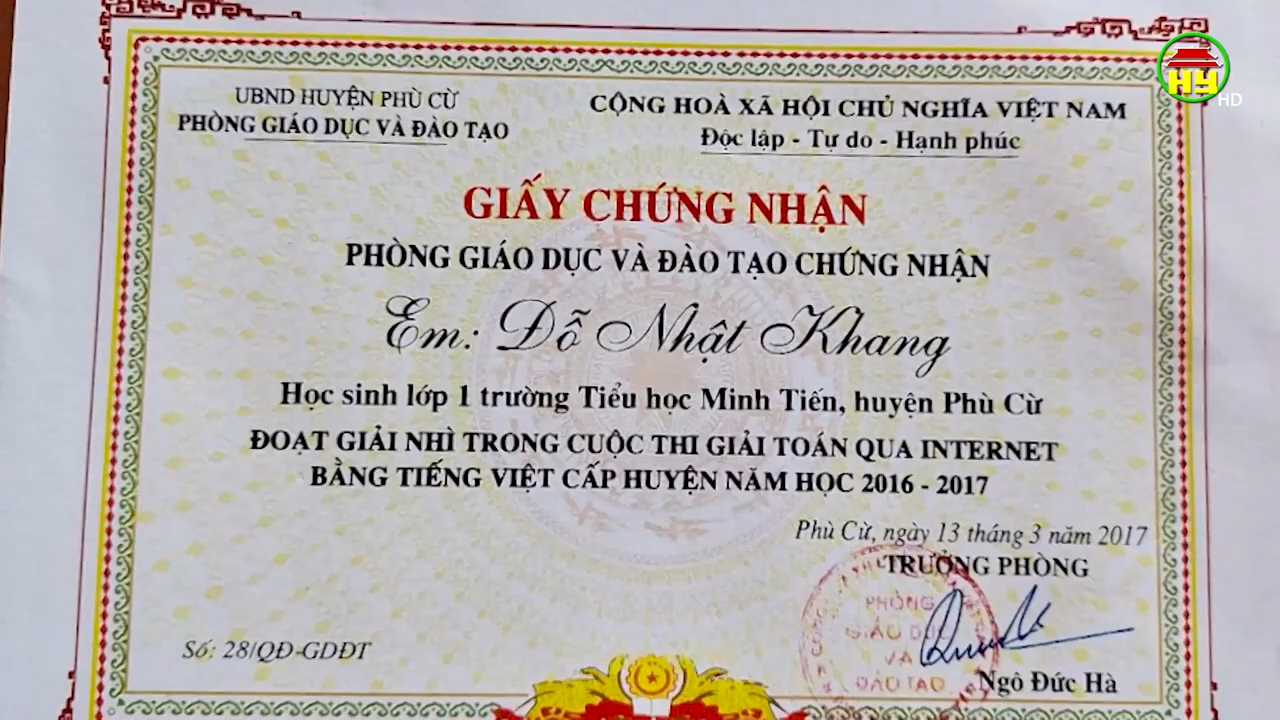 UBND HUYỆN PHÙ CỪ
PHÒNG GIÁO DỤC VÀ ĐÀO TẠO
CỘNG HOÀ XÃ HỘI CHỦ NGHĨA VIỆT NAM
Độc lập - Tự do - Hạnh phúc
HY HD
GIẤY CHỨNG NHẬN
PHÒNG GIÁO DỤC VÀ ĐÀO TẠO CHỨNG NHẬN
Em: Đỗ Nhật Khang
Học sinh lớp 1 trường Tiểu học Minh Tiến, huyện Phù Cừ
ĐOẠT GIẢI NHÌ TRONG CUỘC THI GIẢI TOÁN QUA INTERNET
BẰNG TIẾNG VIỆT CẤP HUYỆN NĂM HỌC 2016 - 2017
Phù Cừ, ngày 13 tháng 3 năm 2017
TRƯỞNG PHÒNG
PHÒNG
GIÁO DỤC
VÀ
ĐÀO TẠO
Số: 28/QĐ-GDĐT
Ngô Đức Hà